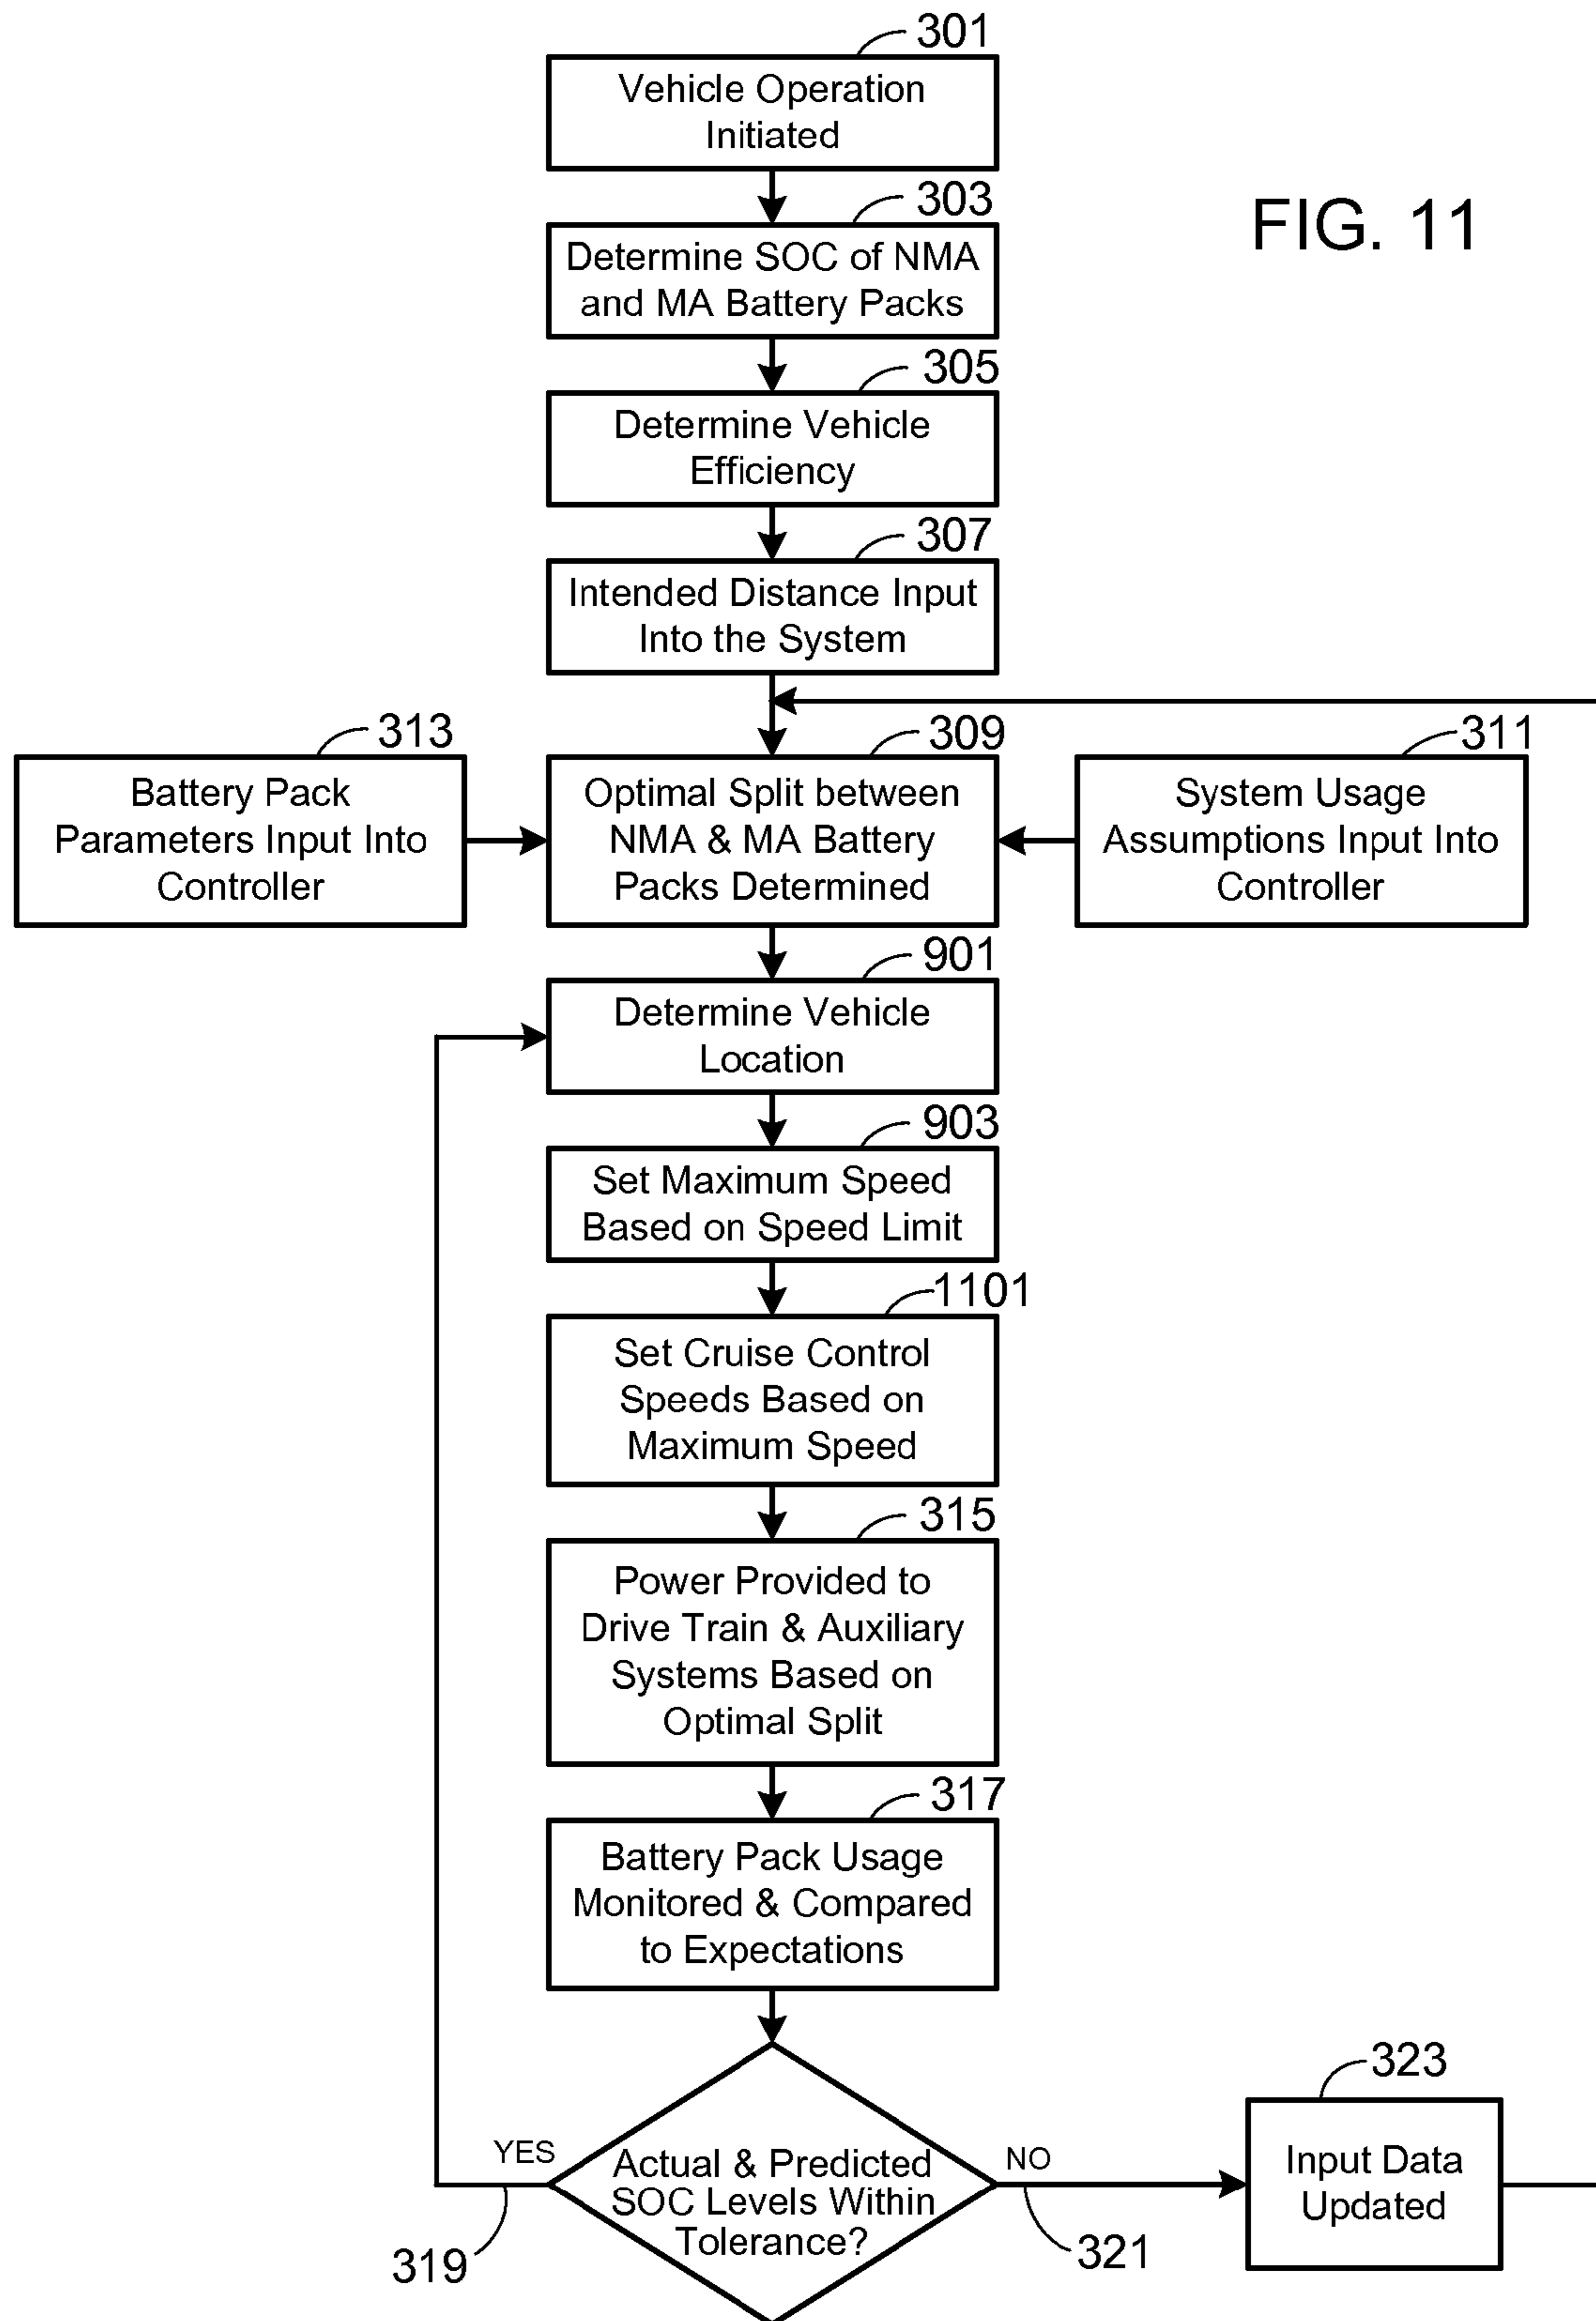 301
Vehicle Operation
Initiated
303
FIG. 11
Determine SOC of NMA
and MA Battery Packs
305
Determine Vehicle
Efficiency
307
Intended Distance Input
Into the System
313
Battery Pack
Parameters Input Into
Controller
309
Optimal Split between
NMA & MA Battery
Packs Determined
311
System Usage
Assumptions Input Into
Controller
901
Determine Vehicle
Location
903
Set Maximum Speed
Based on Speed Limit
1101
Set Cruise Control
Speeds Based on
Maximum Speed
315
Power Provided to
Drive Train & Auxiliary
Systems Based on
Optimal Split
317
Battery Pack Usage
Monitored & Compared
to Expectations
YES
319
Actual & Predicted
SOC Levels Within
Tolerance?
NO
321
323
Input Data
Updated